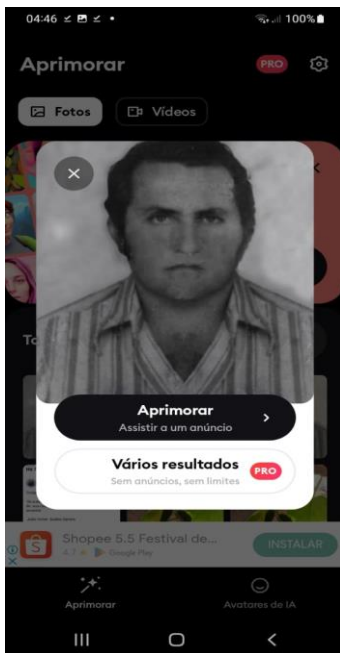 04:46
100%
Aprimorar
PRO
Fotos
Vídeos
Aprimorar
Assistir a um anúncio
Vários resultados
PRO
Sem anúncios, sem limites
Shopee 5.5 Festival de...
4.7 ★ Google Play
INSTALAR
Aprimorar
Avatares de IA